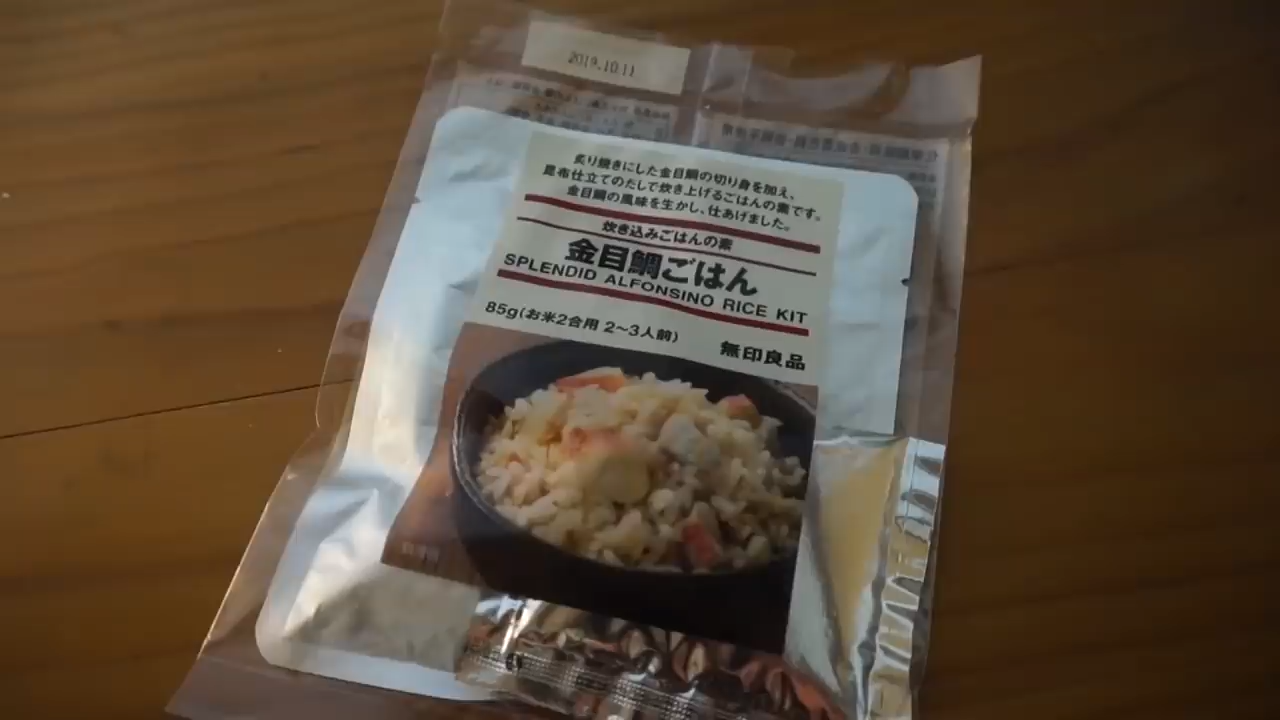 2019.10.11
炙り焼きにした金目鯛の切り身を加え、
昆布仕立てのだしで炊き上げるごはんの素です。
金目鯛の風味を生かし、仕あげました。
炊き込みごはんの素
金目鯛ごはん
SPLENDID ALFONSINO RICE KIT
85g(お米2合用 2〜3人前)
無印良品